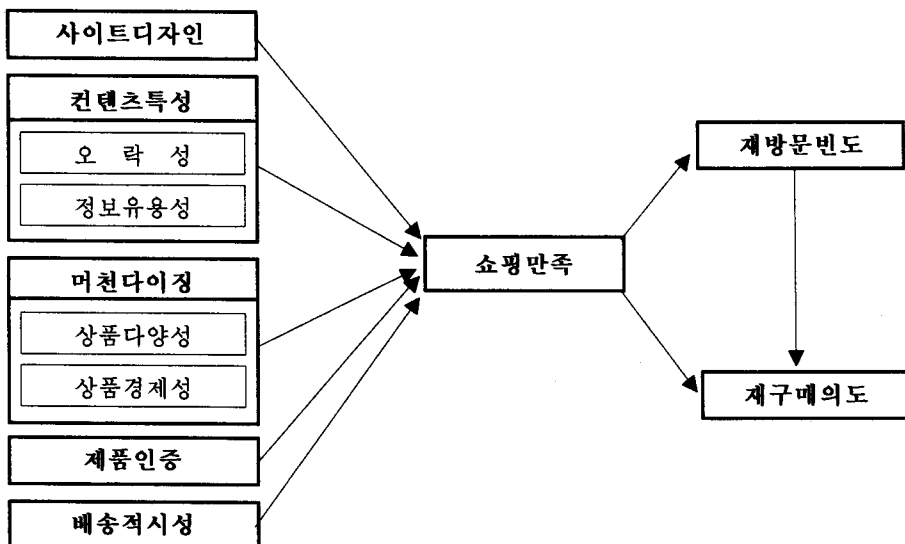 사이트디자인
컨텐츠특성
오 락 성
정보유용성
머천다이징
상품다양성
상품경제성
제품인증
배송적시성
쇼핑만족
재방문빈도
재구매의도